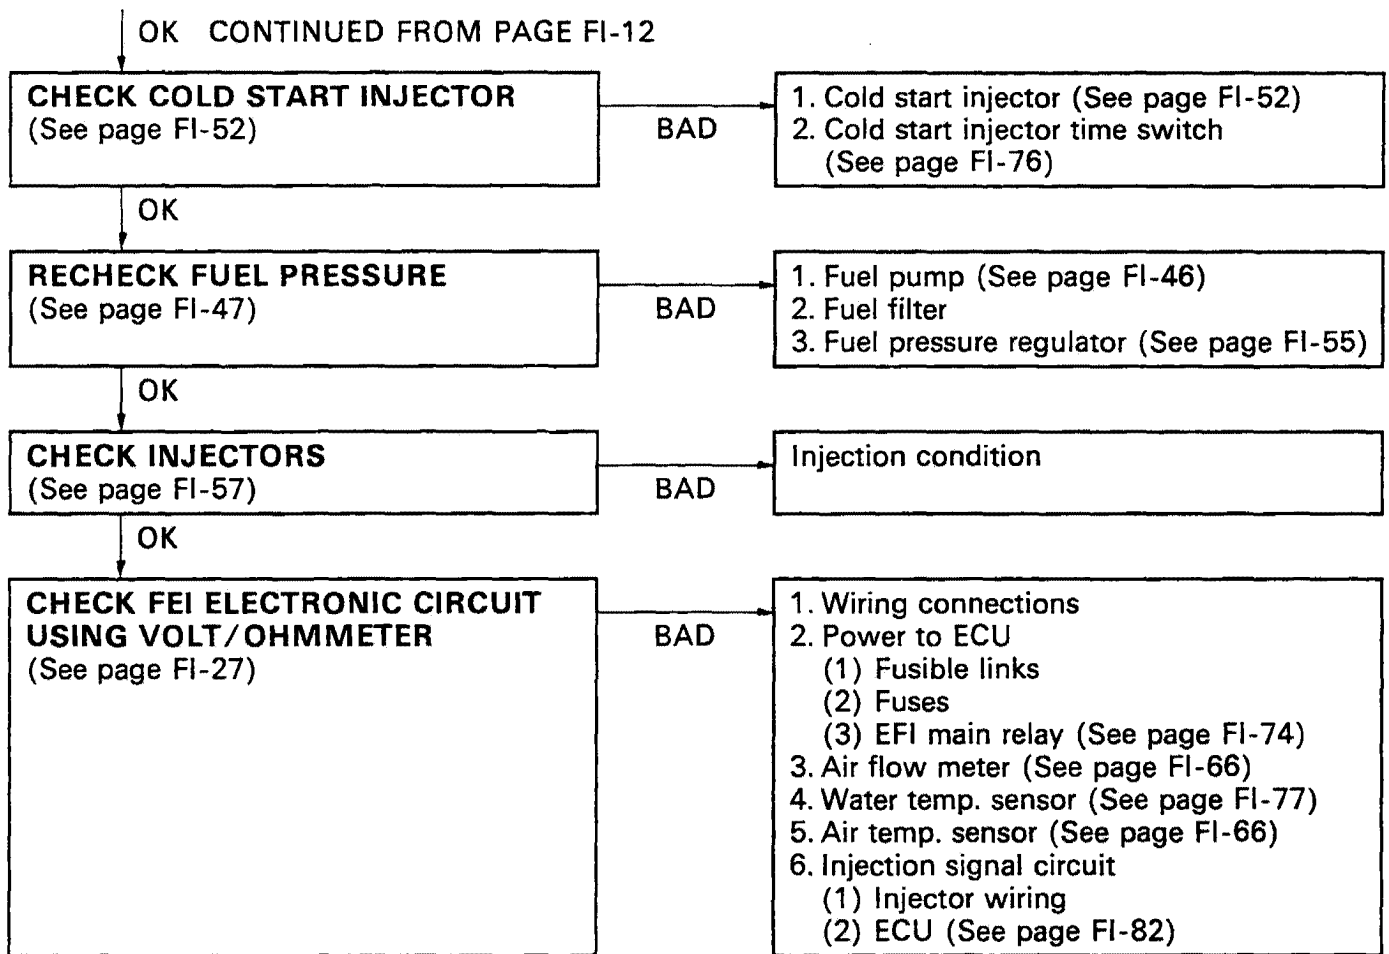 OK CONTINUED FROM PAGE FI-12
CHECK COLD START INJECTOR
(See page FI-52)
BAD
1. Cold start injector (See page FI-52)
2. Cold start injector time switch
(See page FI-76)
OK
RECHECK FUEL PRESSURE
(See page FI-47)
BAD
1. Fuel pump (See page FI-46)
2. Fuel filter
3. Fuel pressure regulator (See page FI-55)
OK
CHECK INJECTORS
(See page FI-57)
BAD
Injection condition
OK
CHECK FEI ELECTRONIC CIRCUIT
USING VOLT/OHMMETER
(See page FI-27)
BAD
1. Wiring connections
2. Power to ECU
(1) Fusible links
(2) Fuses
(3) EFI main relay (See page FI-74)
3. Air flow meter (See page FI-66)
4. Water temp. sensor (See page FI-77)
5. Air temp. sensor (See page FI-66)
6. Injection signal circuit
(1) Injector wiring
(2) ECU (See page FI-82)